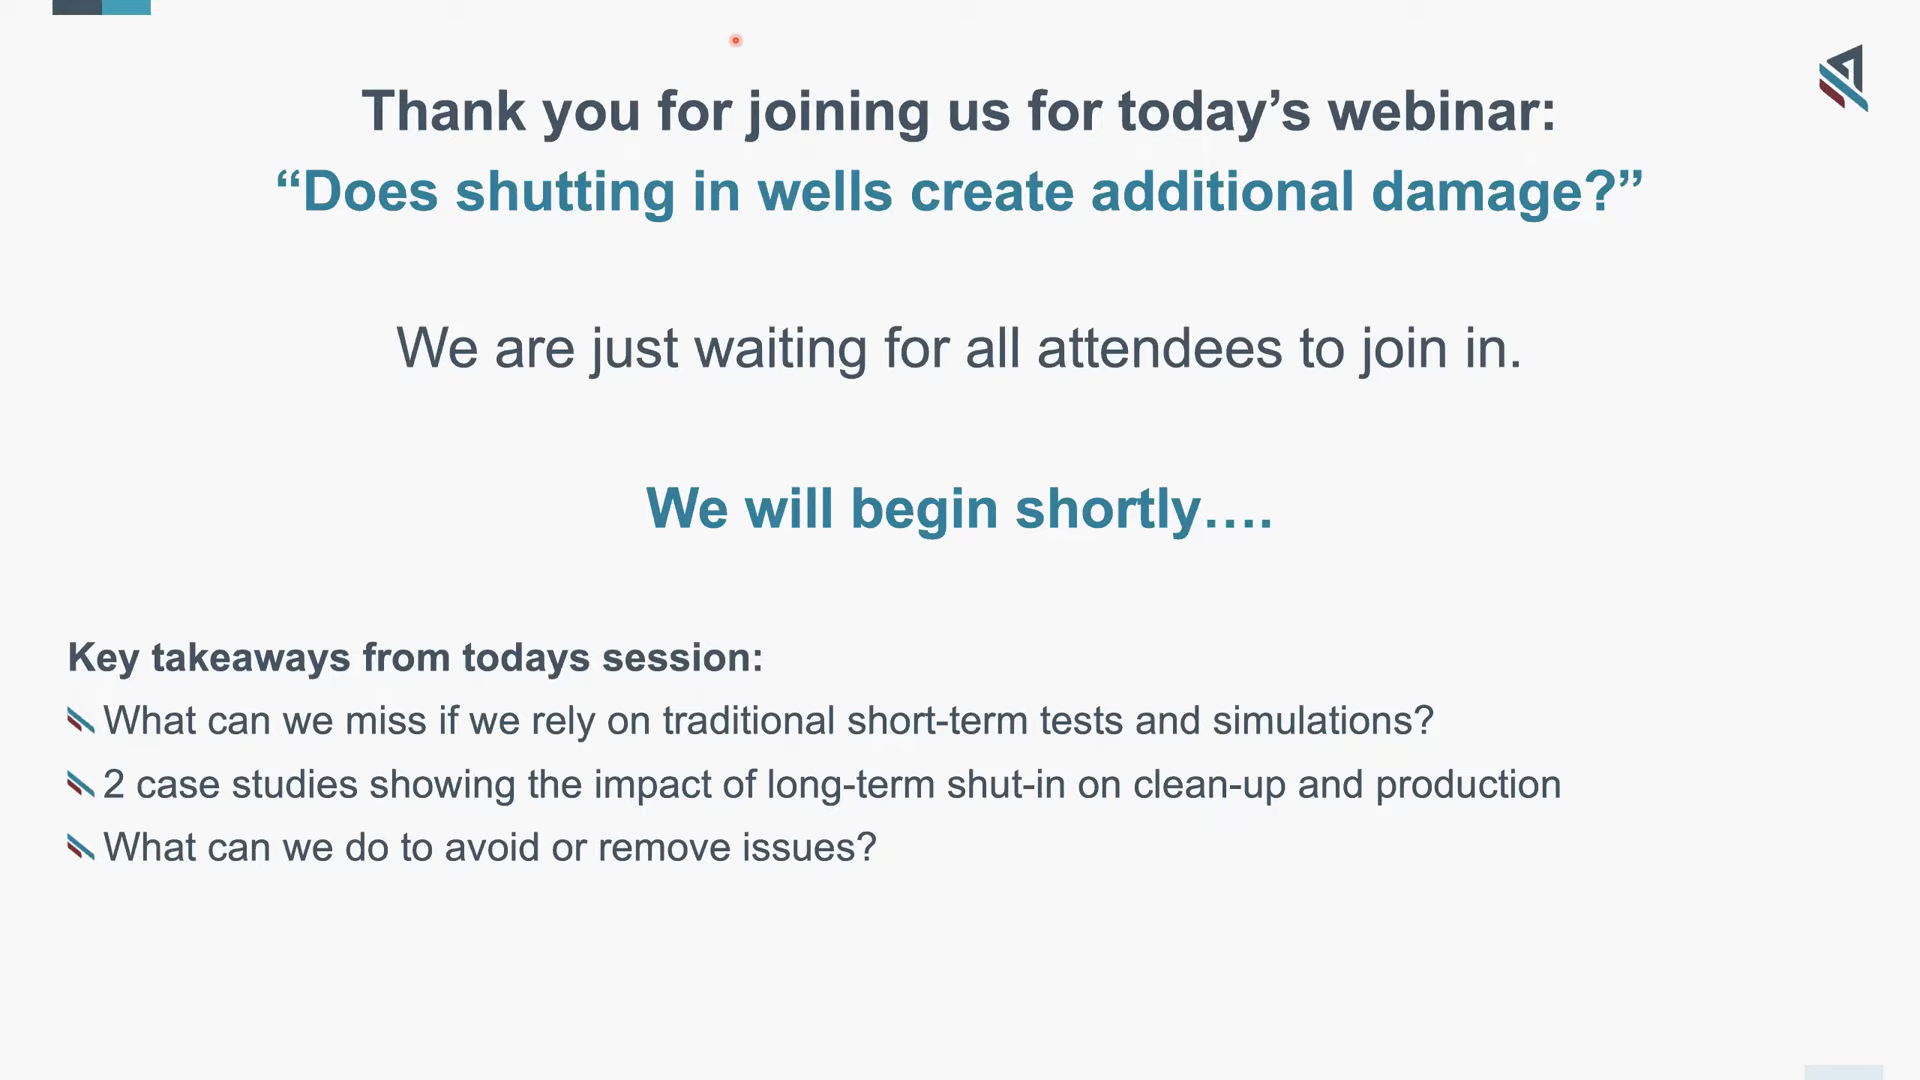 Thank you for joining us for today’s webinar:
“Does shutting in wells create additional damage?”
We are just waiting for all attendees to join in.
We will begin shortly….
Key takeaways from todays session:
What can we miss if we rely on traditional short-term tests and simulations?
2 case studies showing the impact of long-term shut-in on clean-up and production
What can we do to avoid or remove issues?